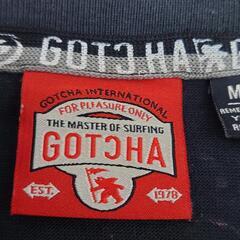 GOTCHA
GOTCHA INTERNATIONAL
FOR PLEASURE ONLY
THE MASTER OF SURFING
GOTCHA
EST. 1978
M